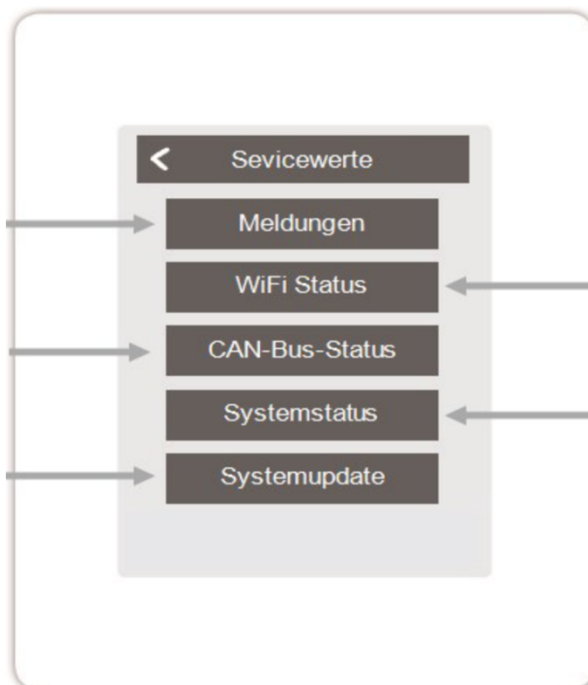 Sevicewerte
Meldungen
WiFi Status
CAN-Bus-Status
Systemstatus
Systemupdate